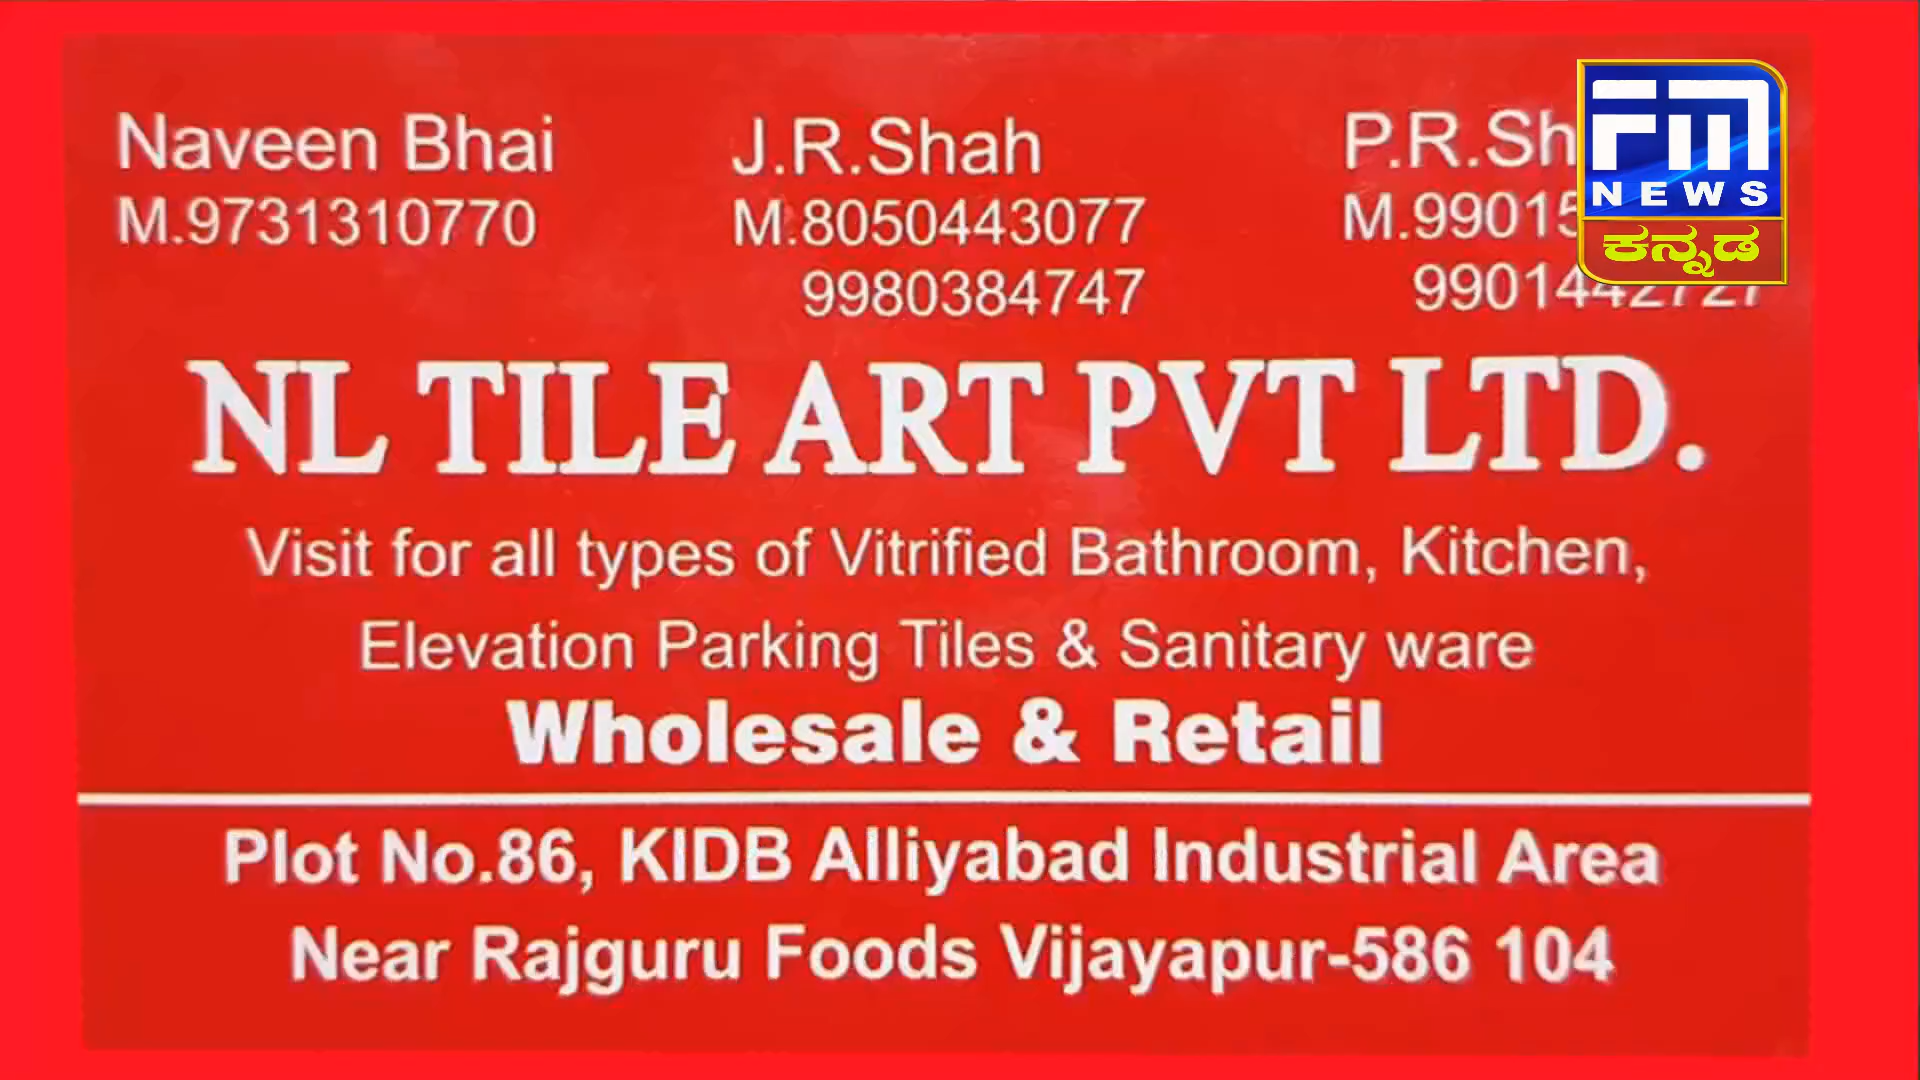 Naveen Bhai
M.9731310770
J.R.Shah
M.8050443077
9980384747
NL TILE ART PVT LTD.
Visit for all types of Vitrified Bathroom, Kitchen,
Elevation Parking Tiles & Sanitary ware
Wholesale & Retail
Plot No.86, KIDB Alliyabad Industrial Area
Near Rajguru Foods Vijayapur-586 104
FM
NEWS
ಕನ್ನಡ